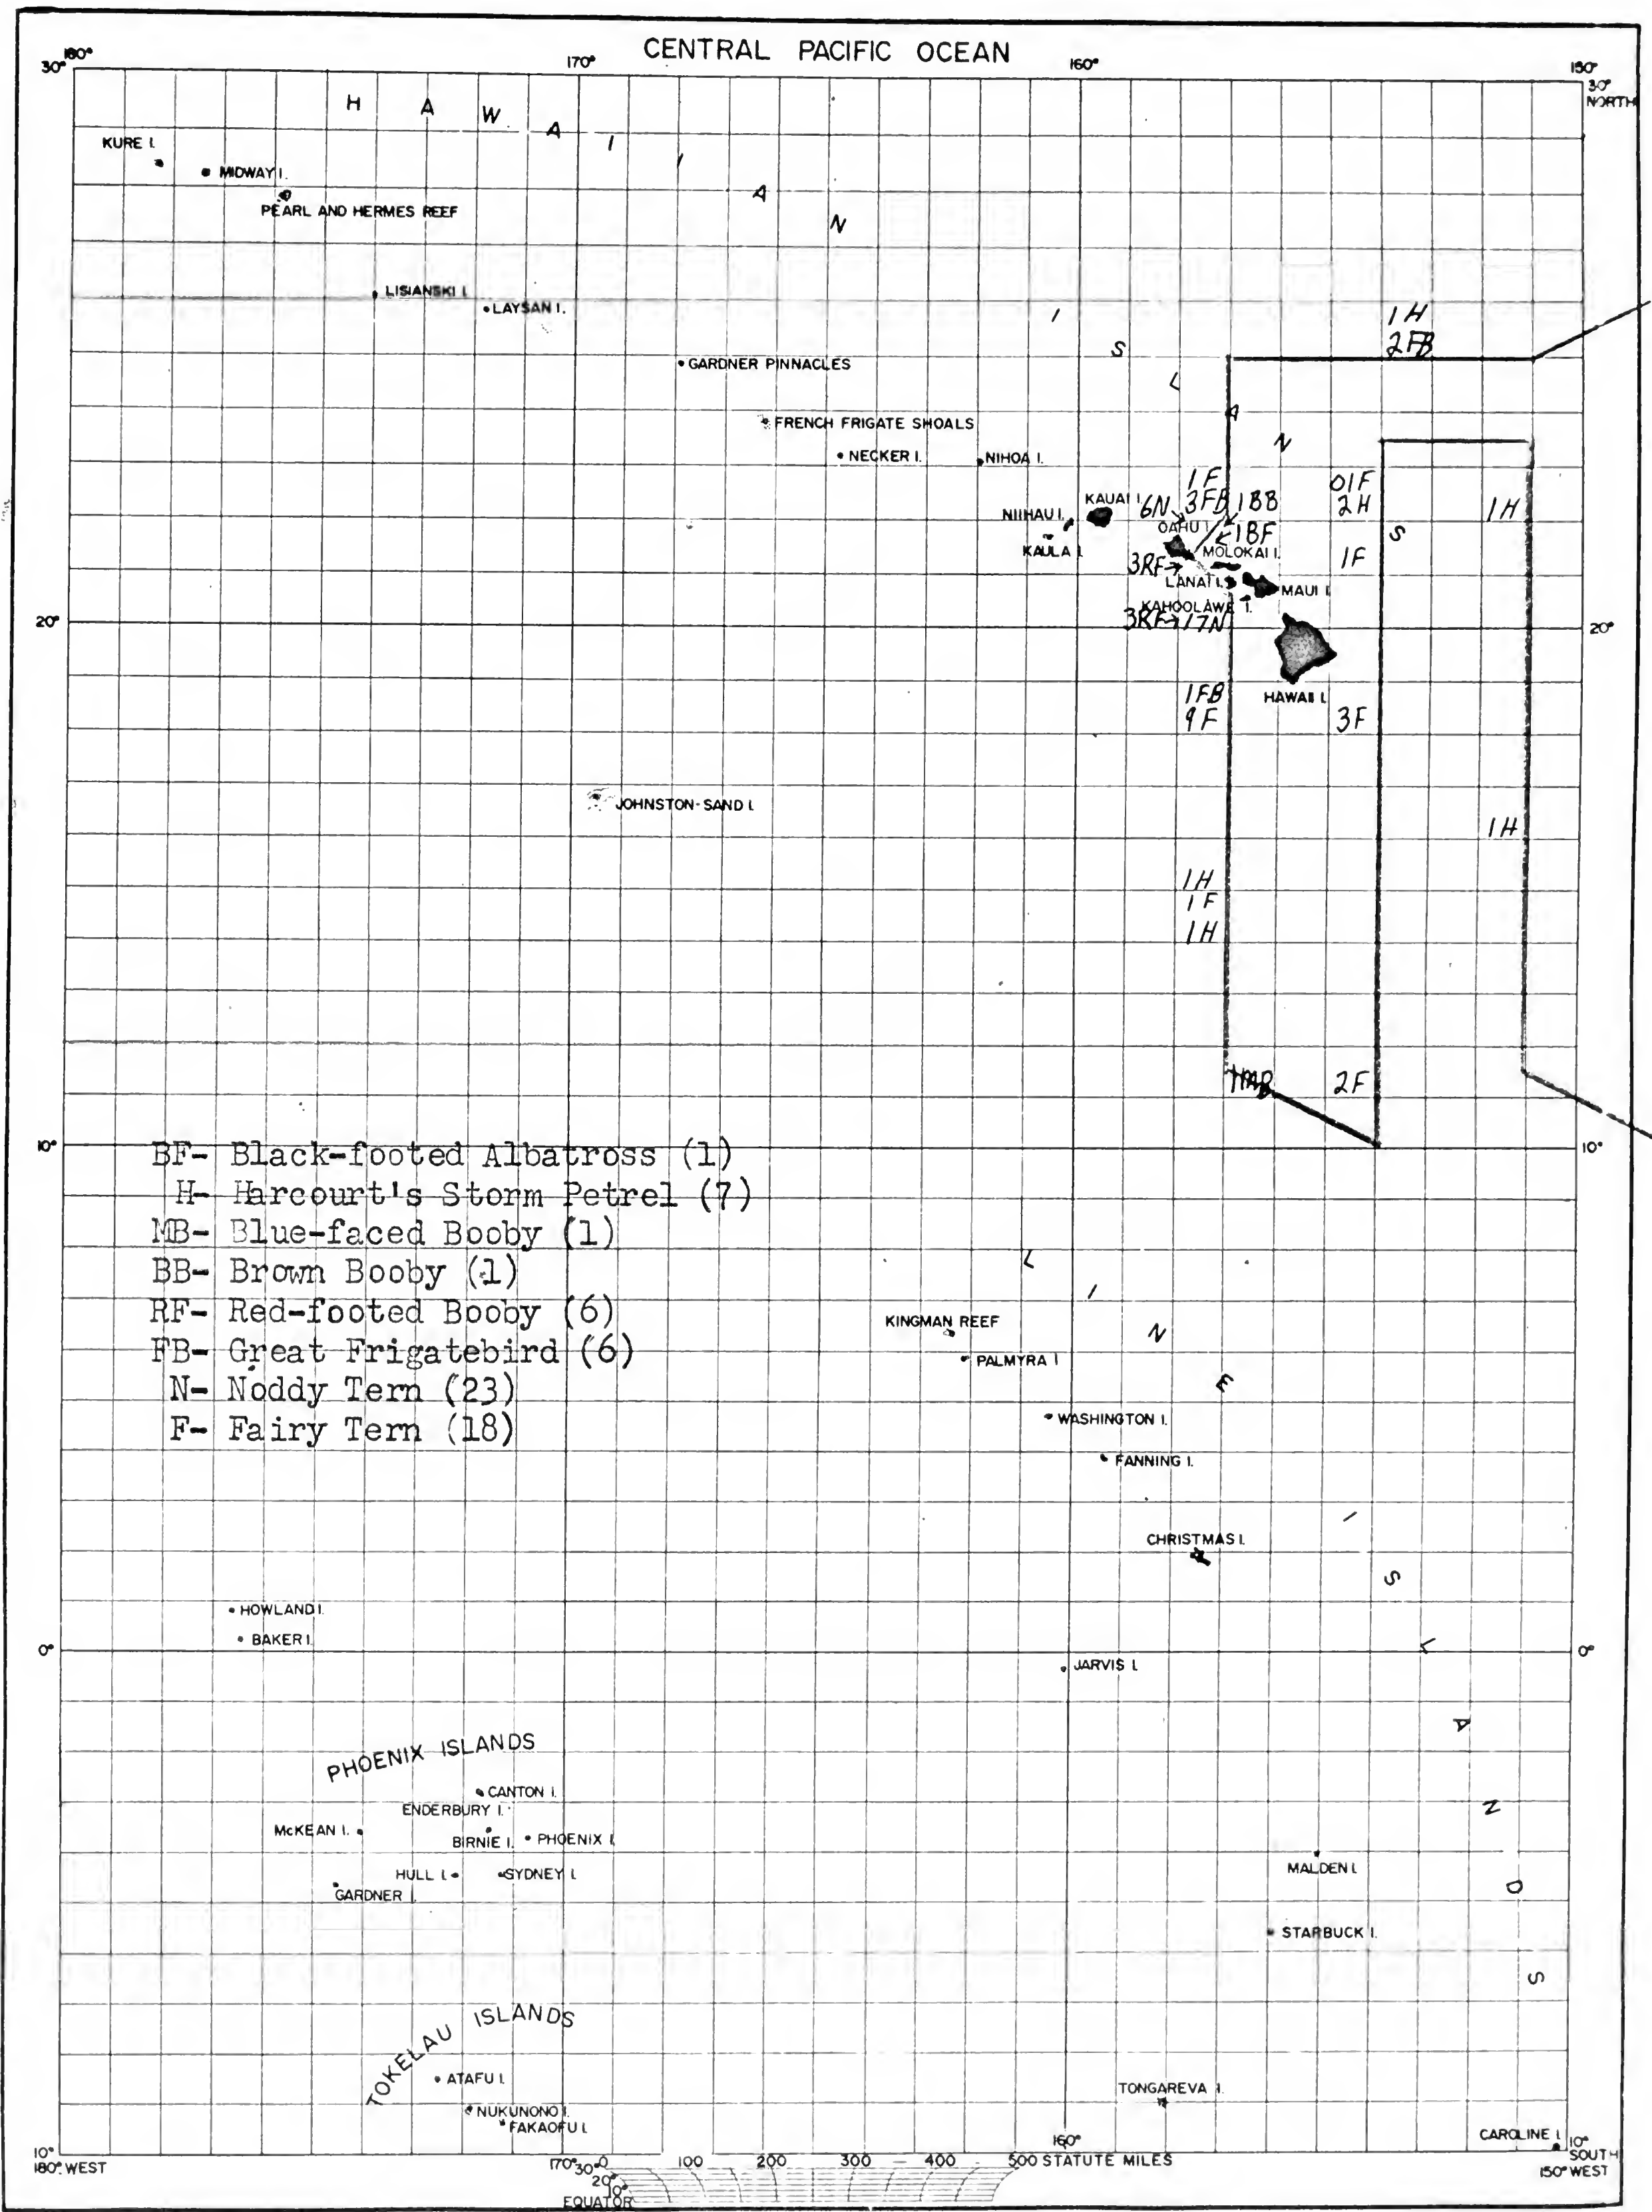 CENTRAL PACIFIC OCEAN
180° 170° 160° 150°
30° 30°
NORTH
H A W A I I A N I S L A N D S
KURE I.
MIDWAY I.
PEARL AND HERMES REEF
LISIANSKI I.
LAYSAN I.
1H
2FB
GARDNER PINNACLES
FRENCH FRIGATE SHOALS
NECKER I.
NIHOA I.
1F
01F
KAUAI I.
6N
3FB
1BB
2H
1H
NIIHAU I.
OAHU I.
1BF
KAULA I.
MOLOKAI I.
1F
3RF
LANAI I.
MAUI I.
KAHOOLAWE I.
3RF 17N
20° 20°
HAWAII I.
1FB
9F
3F
JOHNSTON-SAND I.
1H
1H
1F
1H
2F
10° 10°
BF- Black-footed Albatross (1)
H- Harcourt's Storm Petrel (7)
MB- Blue-faced Booby (1)
BB- Brown Booby (1)
RF- Red-footed Booby (6)
FB- Great Frigatebird (6)
N- Noddy Tern (23)
F- Fairy Tern (18)
L I N E I S L A N D S
KINGMAN REEF
PALMYRA I
WASHINGTON I.
FANNING I.
CHRISTMAS I.
HOWLAND I.
BAKER I.
0° 0°
JARVIS I.
PHOENIX ISLANDS
CANTON I.
ENDERBURY I.
McKEAN I.
BIRNIE I.
PHOENIX I.
HULL I.
SYDNEY I.
GARDNER I.
MALDEN I.
STARBUCK I.
TOKELAU ISLANDS
ATAFU I.
NUKUNONO I.
FAKAOFU I.
TONGAREVA I.
CAROLINE I.
10° 10°
SOUTH
180° WEST 170° 160° 150° WEST
30° 0 100 200 300 400 500 STATUTE MILES
20°
10°
EQUATOR